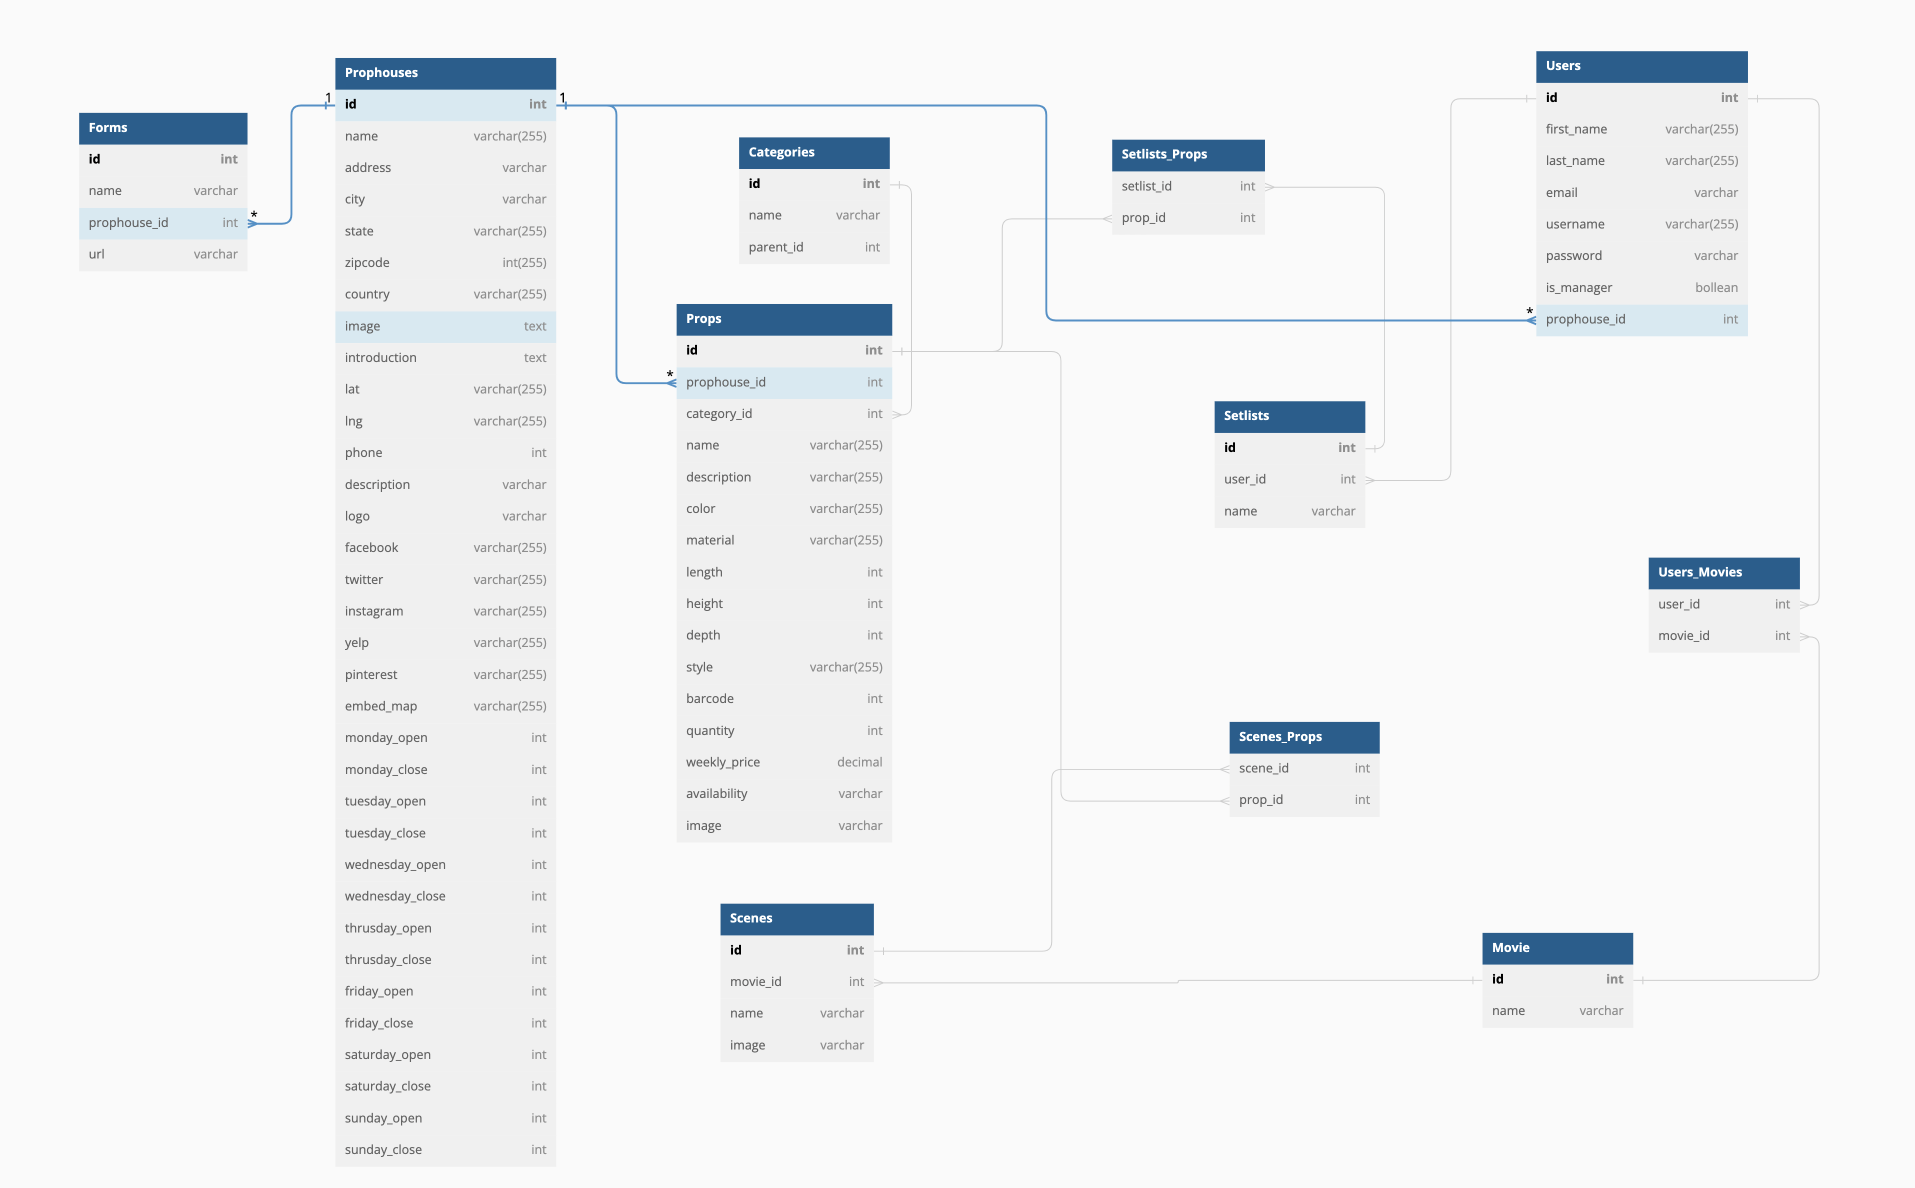 Forms
id int
name varchar
prophouse_id int
url varchar
*
1
Prophouses
id int
name varchar(255)
address varchar
city varchar
state varchar(255)
zipcode int(255)
country varchar(255)
image text
introduction text
lat varchar(255)
lng varchar(255)
phone int
description varchar
logo varchar
facebook varchar(255)
twitter varchar(255)
instagram varchar(255)
yelp varchar(255)
pinterest varchar(255)
embed_map varchar(255)
monday_open int
monday_close int
tuesday_open int
tuesday_close int
wednesday_open int
wednesday_close int
thrusday_open int
thrusday_close int
friday_open int
friday_close int
saturday_open int
saturday_close int
sunday_open int
sunday_close int
1
Categories
id int
name varchar
parent_id int
*
Props
id int
prophouse_id int
category_id int
name varchar(255)
description varchar(255)
color varchar(255)
material varchar(255)
length int
height int
depth int
style varchar(255)
barcode int
quantity int
weekly_price decimal
availability varchar
image varchar
Scenes
id int
movie_id int
name varchar
image varchar
Setlists_Props
setlist_id int
prop_id int
Setlists
id int
user_id int
name varchar
Scenes_Props
scene_id int
prop_id int
Users
id int
first_name varchar(255)
last_name varchar(255)
email varchar
username varchar(255)
password varchar
is_manager bollean
prophouse_id int
*
Users_Movies
user_id int
movie_id int
Movie
id int
name varchar